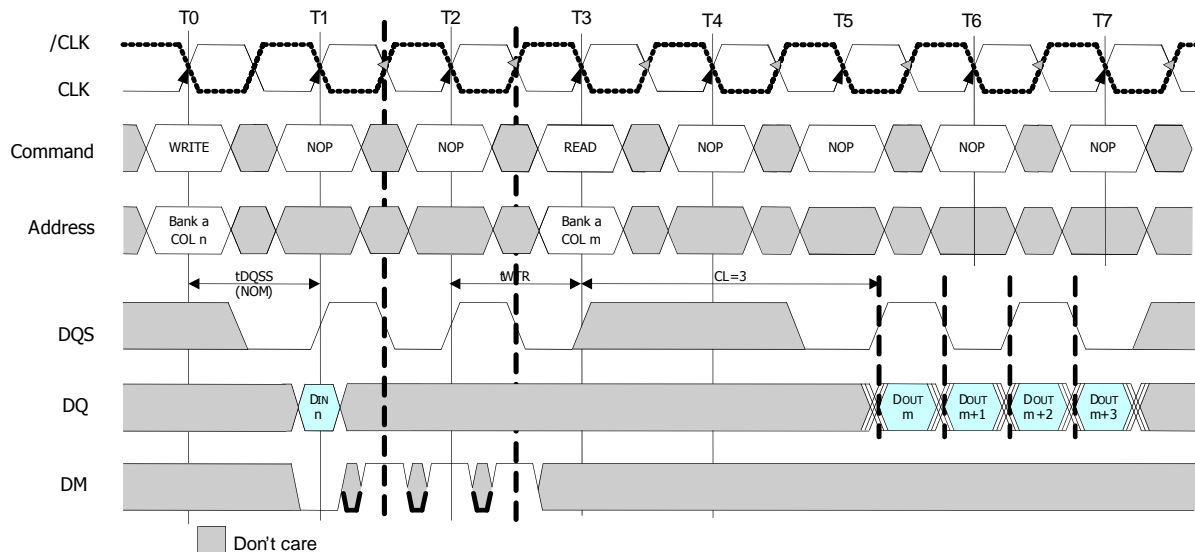 T0 T1 T2 T3 T4 T5 T6 T7
/CLK
CLK
Command WRITE NOP NOP READ NOP NOP NOP NOP
Address Bank a COL n Bank a COL m
tDQSS (NOM) tWTR CL=3
DQS
DQ DIN n DOUT m DOUT m+1 DOUT m+2 DOUT m+3
DM
Don't care